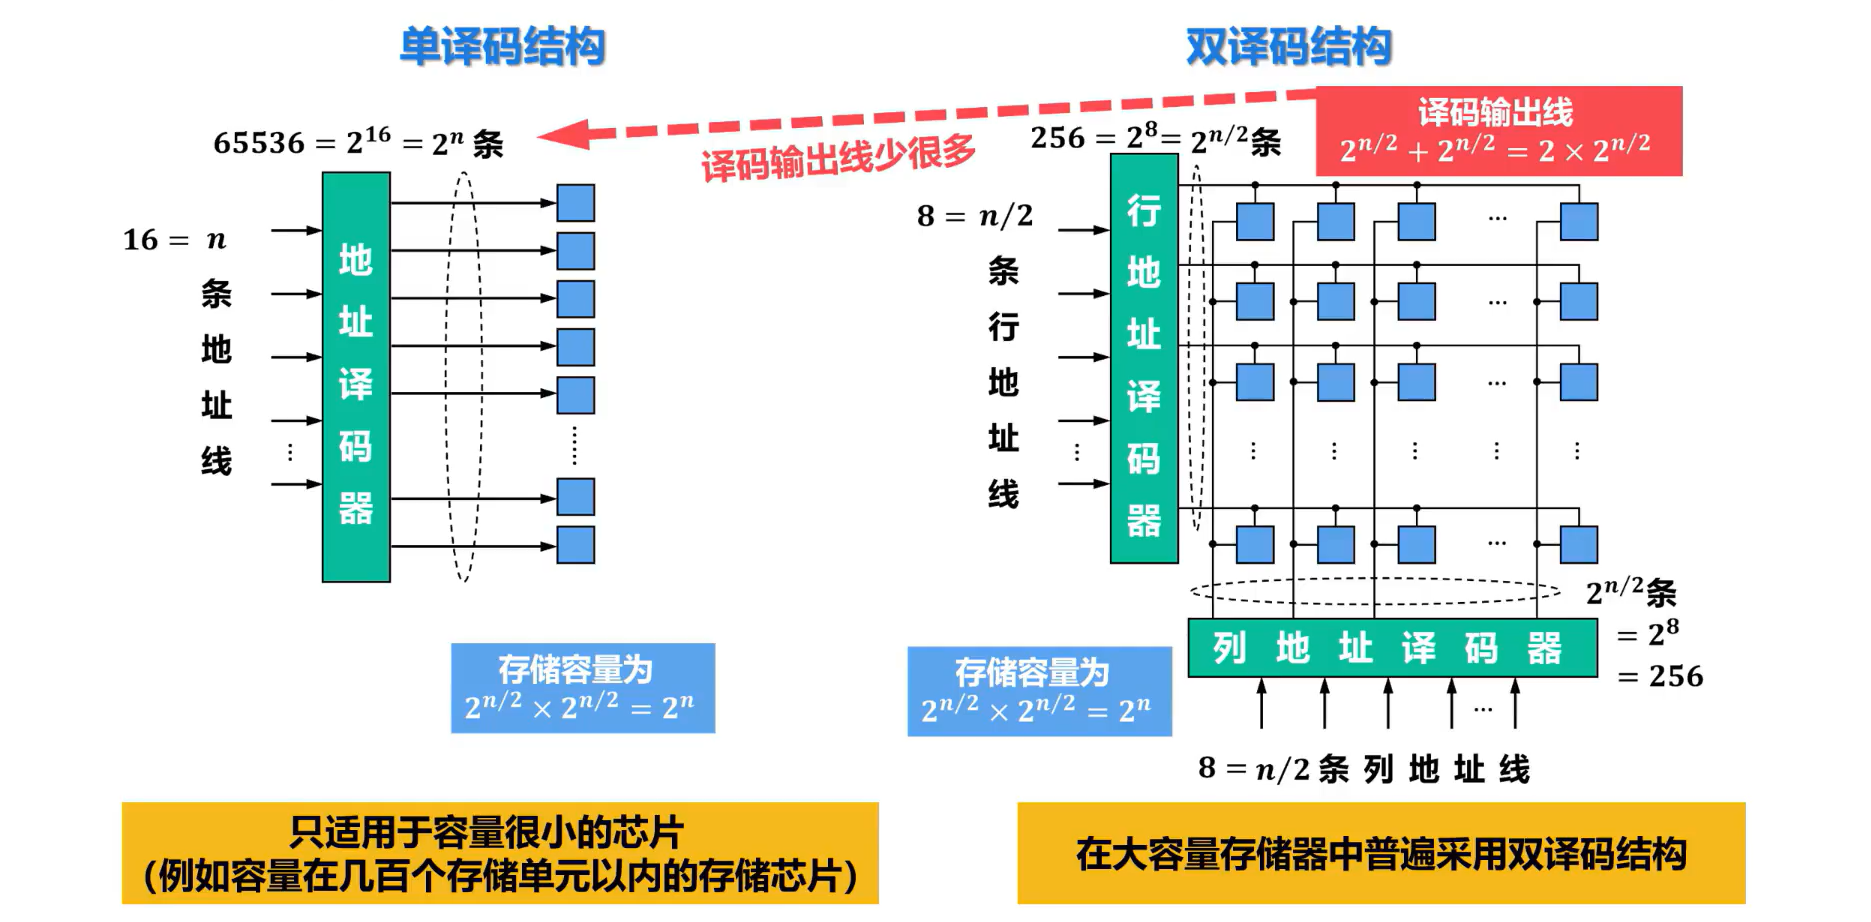 单译码结构
65536 = 2^16 = 2^n 条
16 = n
条
地
址
线
⋮
地
址
译
码
器
存储容量为
2^{n/2} × 2^{n/2} = 2^n
只适用于容量很小的芯片
(例如容量在几百个存储单元以内的存储芯片)
译码输出线少很多
双译码结构
译码输出线
2^{n/2} + 2^{n/2} = 2 × 2^{n/2}
256 = 2^8 = 2^{n/2} 条
8 = n/2
条
行
地
址
线
⋮
行
地
址
译
码
器
...
...
...
⋮ ⋮ ⋮ ⋮ ⋮
...
2^{n/2}条
= 2^8
= 256
列地址译码器
...
8 = n/2 条列地址线
存储容量为
2^{n/2} × 2^{n/2} = 2^n
在大容量存储器中普遍采用双译码结构